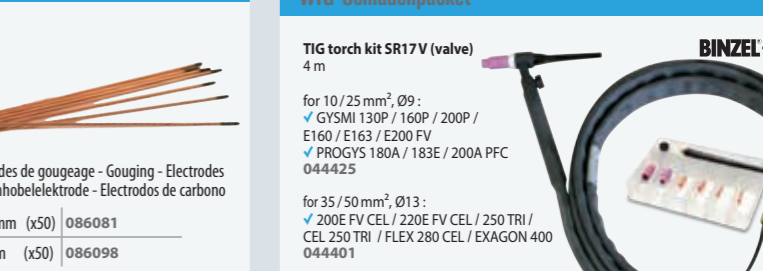 des de gougeage - Gouging - Electrodes
nhobelelektrode - Electrodos de carbono
mm (x50) 086081
m (x50) 086098
WIG-Schlauchpaket
TIG torch kit SR17 V (valve)
4 m
BINZEL
for 10 / 25 mm², Ø9 :
✓ GYSMI 130P / 160P / 200P /
E160 / E163 / E200 FV
✓ PROGYS 180A / 183E / 200A PFC
044425
for 35 / 50 mm², Ø13 :
✓ 200E FV CEL / 220E FV CEL / 250 TRI /
CEL 250 TRI / FLEX 280 CEL / EXAGON 400
044401